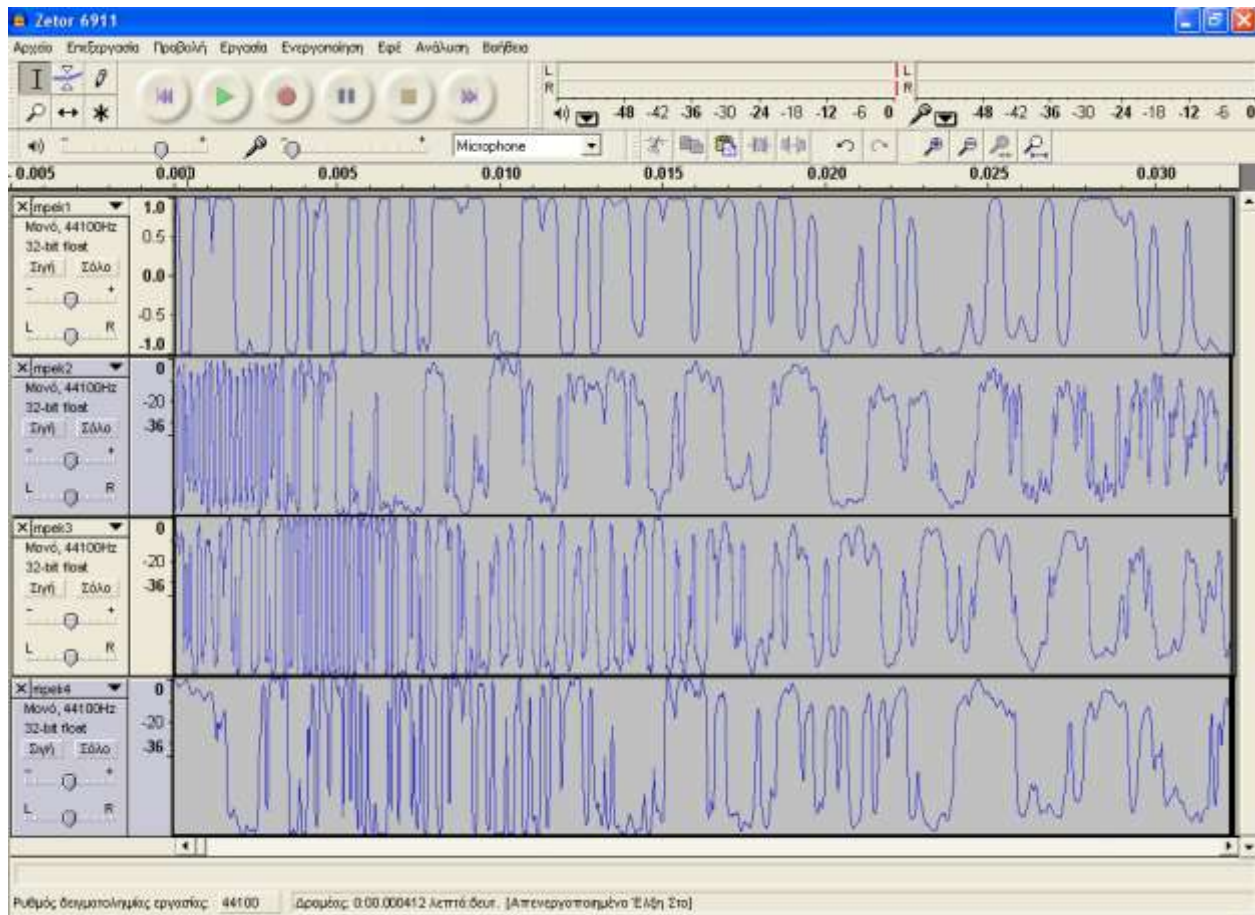 Zetor 6911
Αρχείο Επεξεργασία Προβολή Εργασία Ενεργοποίηση Εφέ Ανάλυση Βοήθεια
L
R
-48 -42 -36 -30 -24 -18 -12 -6 0
L
R
-48 -42 -36 -30 -24 -18 -12 -6 0
- + - + Microphone
- 0.005 0.000 0.005 0.010 0.015 0.020 0.025 0.030
mpek1
Μονό, 44100Hz
32-bit float
Σιγή Σόλο
- +
L R
1.0
0.5
0.0
-0.5
-1.0
mpek2
Μονό, 44100Hz
32-bit float
Σιγή Σόλο
- +
L R
0
-20
-36
mpek3
Μονό, 44100Hz
32-bit float
Σιγή Σόλο
- +
L R
0
-20
-36
mpek4
Μονό, 44100Hz
32-bit float
Σιγή Σόλο
- +
L R
0
-20
-36
Ρυθμός δειγματοληψίας εργασίας: 44100 Δρομέας: 0:00.000412 λεπτά:δευτ. [Απενεργοποιημένο Έλξη Στο]